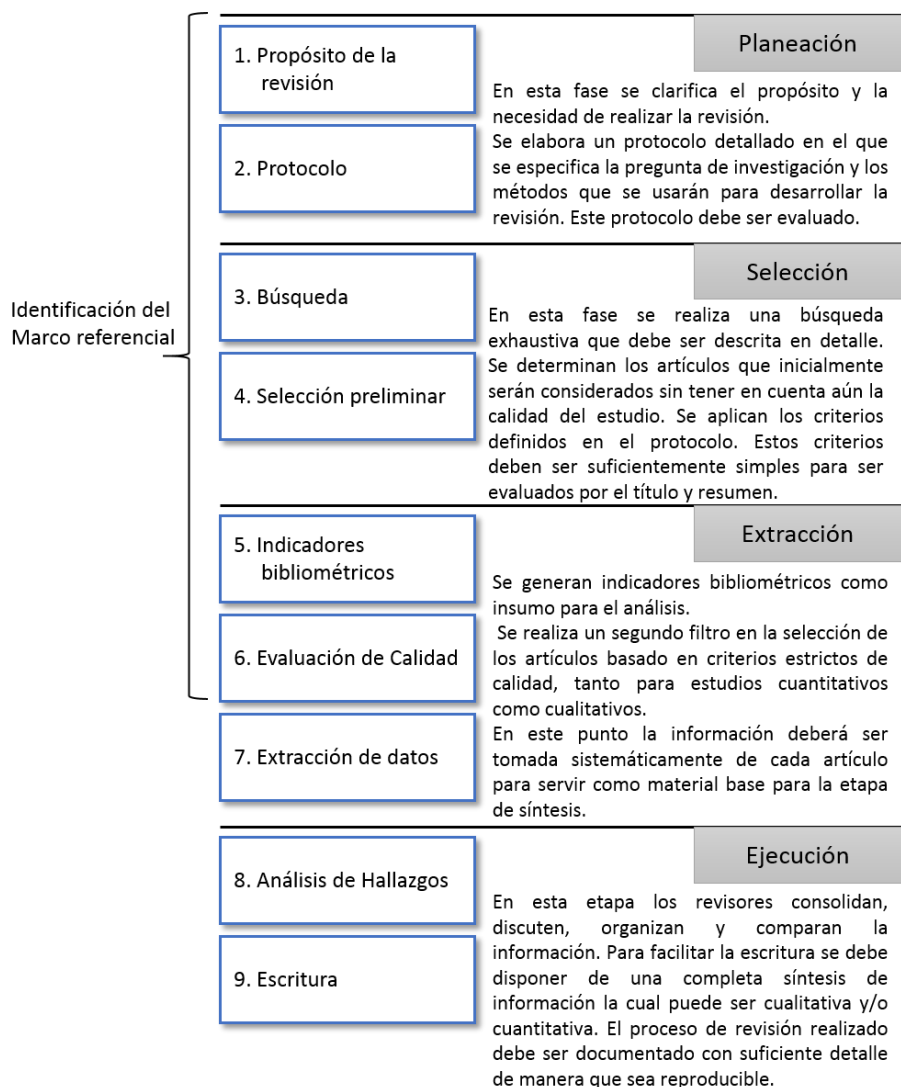 Identificación del
Marco referencial
Planeación
1. Propósito de la
revisión
2. Protocolo
En esta fase se clarifica el propósito y la
necesidad de realizar la revisión.
Se elabora un protocolo detallado en el que
se especifica la pregunta de investigación y los
métodos que se usarán para desarrollar la
revisión. Este protocolo debe ser evaluado.
Selección
3. Búsqueda
4. Selección preliminar
En esta fase se realiza una búsqueda
exhaustiva que debe ser descrita en detalle.
Se determinan los artículos que inicialmente
serán considerados sin tener en cuenta aún la
calidad del estudio. Se aplican los criterios
definidos en el protocolo. Estos criterios
deben ser suficientemente simples para ser
evaluados por el título y resumen.
Extracción
5. Indicadores
bibliométricos
6. Evaluación de Calidad
7. Extracción de datos
Se generan indicadores bibliométricos como
insumo para el análisis.
Se realiza un segundo filtro en la selección de
los artículos basado en criterios estrictos de
calidad, tanto para estudios cuantitativos
como cualitativos.
En este punto la información deberá ser
tomada sistemáticamente de cada artículo
para servir como material base para la etapa
de síntesis.
Ejecución
8. Análisis de Hallazgos
9. Escritura
En esta etapa los revisores consolidan,
discuten, organizan y comparan la
información. Para facilitar la escritura se debe
disponer de una completa síntesis de
información la cual puede ser cualitativa y/o
cuantitativa. El proceso de revisión realizado
debe ser documentado con suficiente detalle
de manera que sea reproducible.